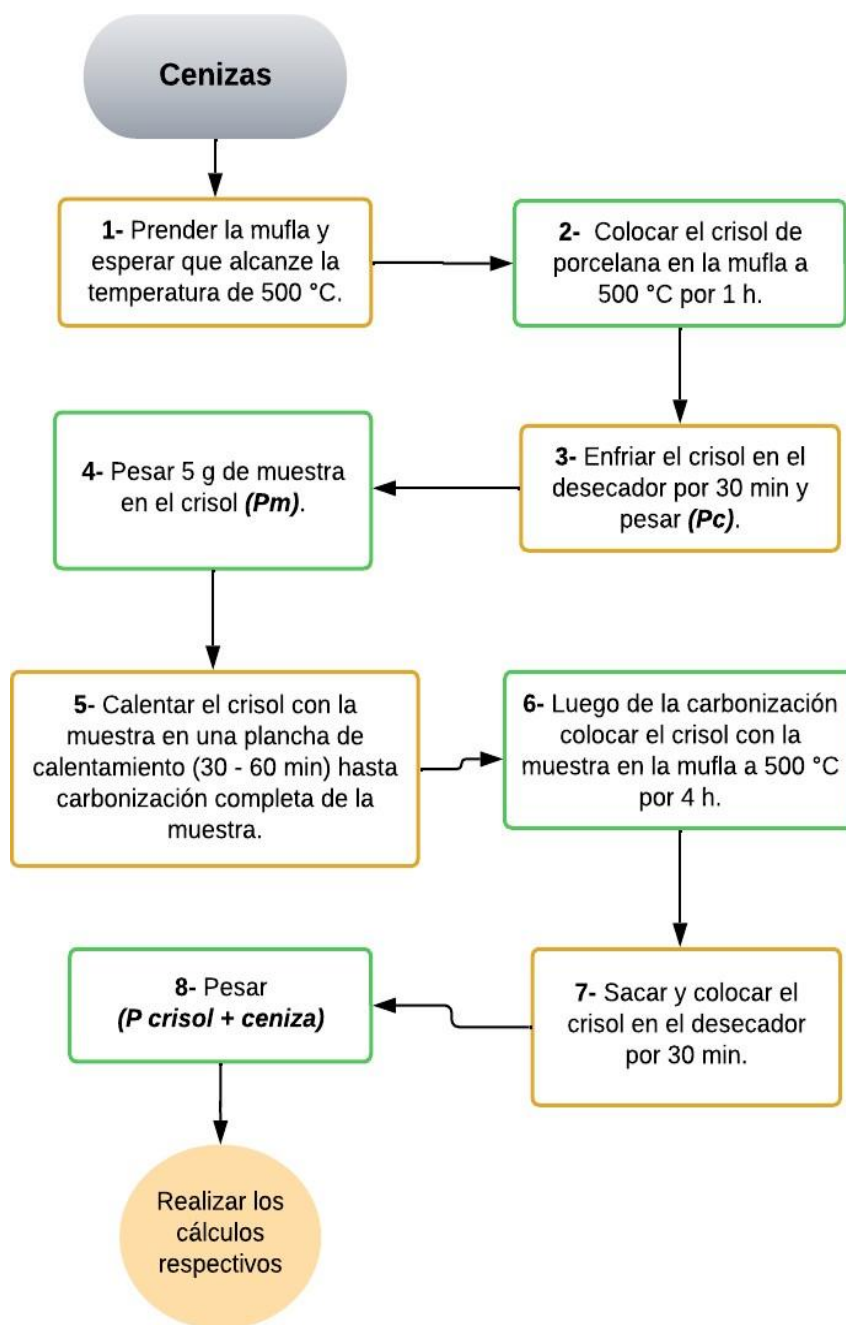 Cenizas
1- Prender la mufla y
esperar que alcanze la
temperatura de 500 °C.
2- Colocar el crisol de
porcelana en la mufla a
500 °C por 1 h.
3- Enfriar el crisol en el
desecador por 30 min y
pesar (Pc).
4- Pesar 5 g de muestra
en el crisol (Pm).
5- Calentar el crisol con la
muestra en una plancha de
calentamiento (30 - 60 min) hasta
carbonización completa de la
muestra.
6- Luego de la carbonización
colocar el crisol con la
muestra en la mufla a 500 °C
por 4 h.
7- Sacar y colocar el
crisol en el desecador
por 30 min.
8- Pesar
(P crisol + ceniza)
Realizar los
cálculos
respectivos